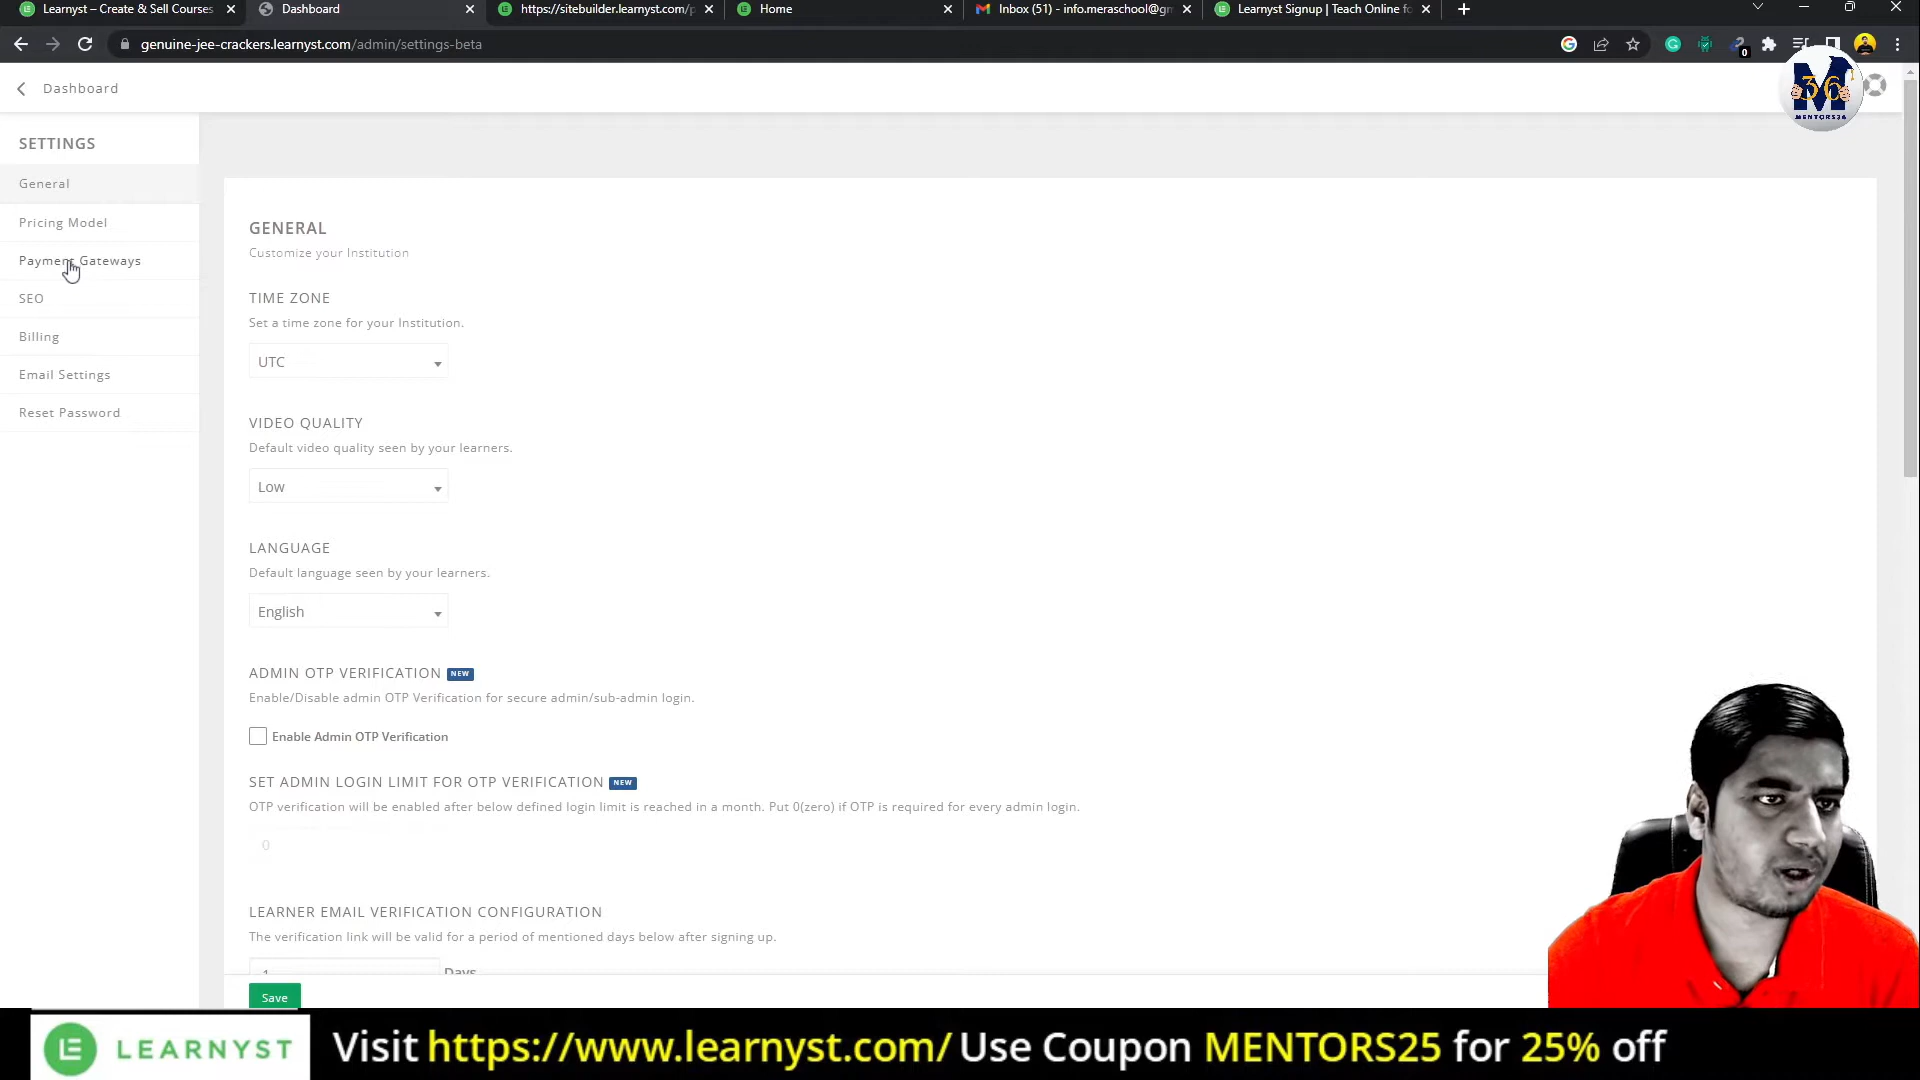 Learnyst – Create & Sell Courses
Dashboard
https://sitebuilder.learnyst.com/p
Home
Inbox (51) - info.meraschool@gm
Learnyst Signup | Teach Online fo
genuine-jee-crackers.learnyst.com/admin/settings-beta
0
Dashboard
36
MENTORS36
SETTINGS
General
Pricing Model
Payment Gateways
SEO
Billing
Email Settings
Reset Password
GENERAL
Customize your Institution
TIME ZONE
Set a time zone for your Institution.
UTC
VIDEO QUALITY
Default video quality seen by your learners.
Low
LANGUAGE
Default language seen by your learners.
English
ADMIN OTP VERIFICATION NEW
Enable/Disable admin OTP Verification for secure admin/sub-admin login.
Enable Admin OTP Verification
SET ADMIN LOGIN LIMIT FOR OTP VERIFICATION NEW
OTP verification will be enabled after below defined login limit is reached in a month. Put 0(zero) if OTP is required for every admin login.
0
LEARNER EMAIL VERIFICATION CONFIGURATION
The verification link will be valid for a period of mentioned days below after signing up.
1 Days
Save
LEARNYST
Visit https://www.learnyst.com/ Use Coupon MENTORS25 for 25% off